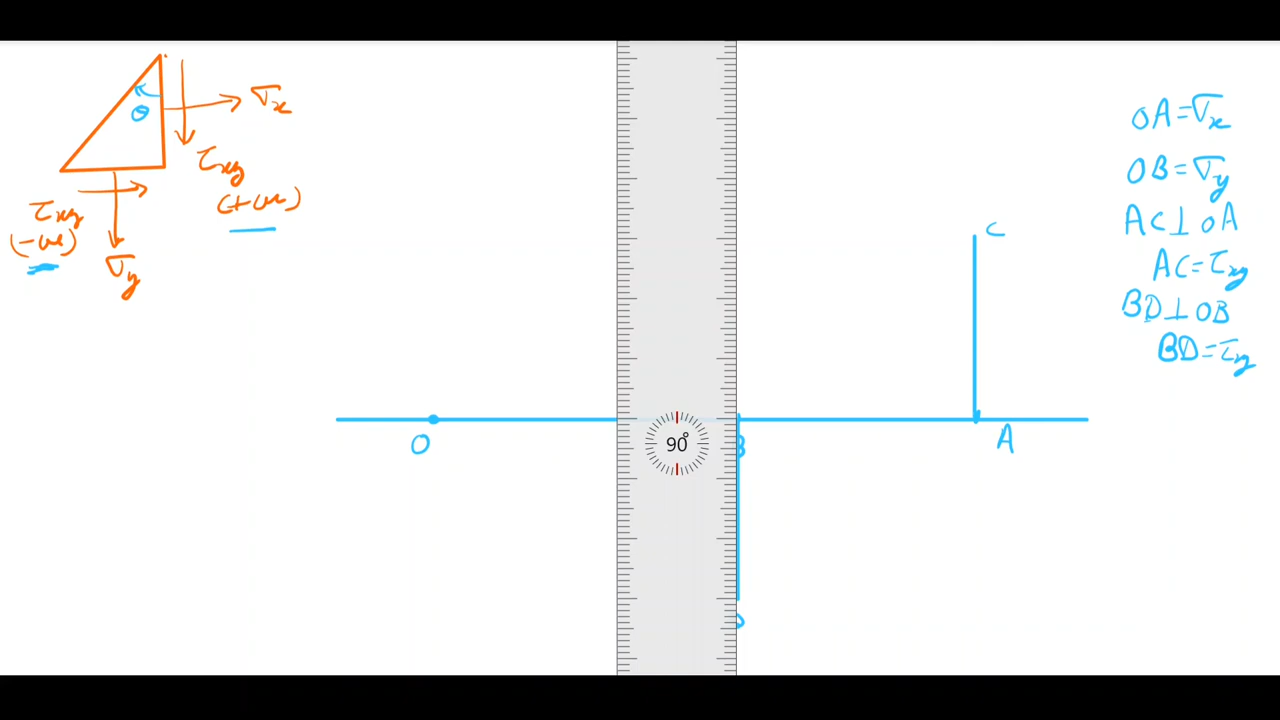 θ
σx
τxy
(+ve)
τxy
(-ve)
σy
OA=σx
OB=σy
AC⊥OA
AC=τxy
BD⊥OB
BD=τxy
C
O
90°
B
A